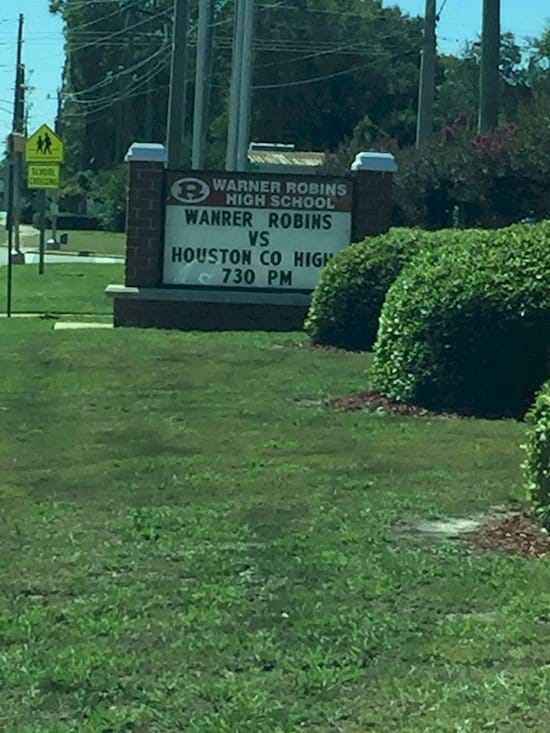 SCHOOL
CROSSING
R WARNER ROBINS
HIGH SCHOOL
WANRER ROBINS
VS
HOUSTON CO HIGH
730 PM